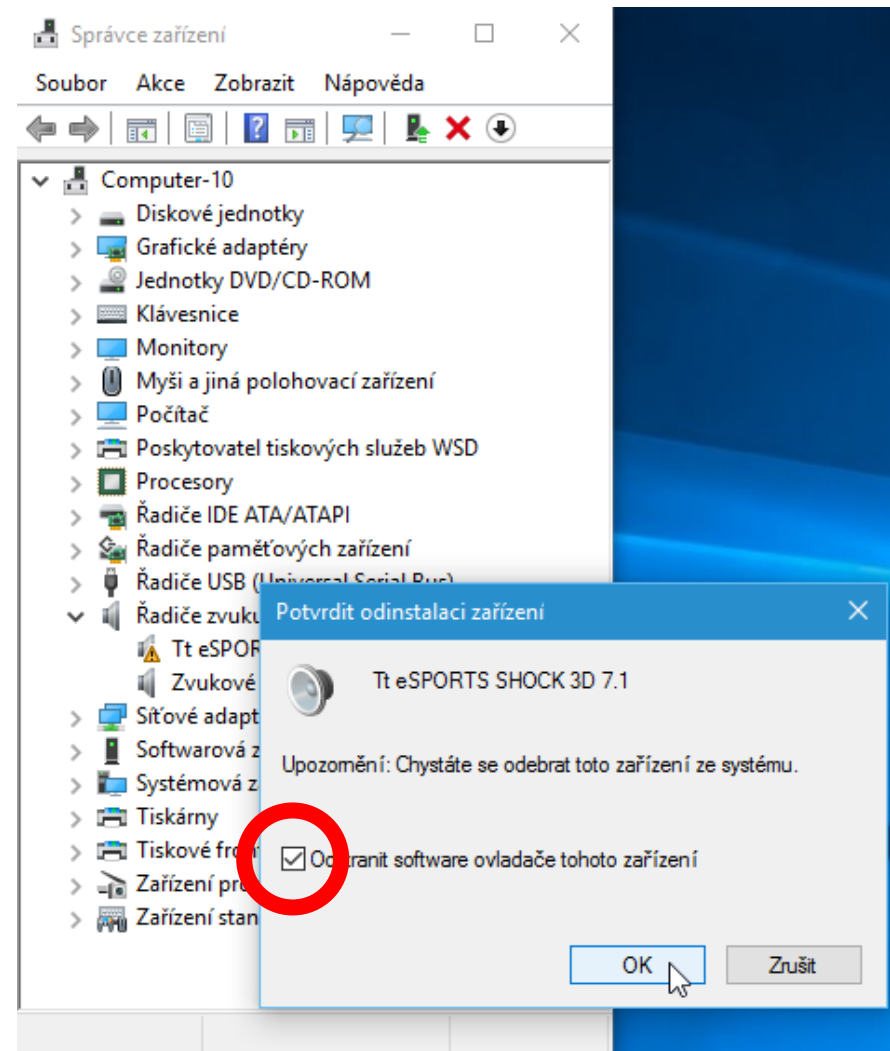 Správce zařízení
Soubor Akce Zobrazit Nápověda
Computer-10
Diskové jednotky
Grafické adaptéry
Jednotky DVD/CD-ROM
Klávesnice
Monitory
Myši a jiná polohovací zařízení
Počítač
Poskytovatel tiskových služeb WSD
Procesory
Řadiče IDE ATA/ATAPI
Řadiče paměťových zařízení
Řadiče USB (Universal Serial Bus)
Řadiče zvuku
Tt eSPOR
Zvukové
Síťové adapt
Softwarová z
Systémová z
Tiskárny
Tiskové fron
Zařízení pro
Zařízení stan
Potvrdit odinstalaci zařízení
Tt eSPORTS SHOCK 3D 7.1
Upozornění: Chystáte se odebrat toto zařízení ze systému.
Odstranit software ovladače tohoto zařízení
OK Zrušit